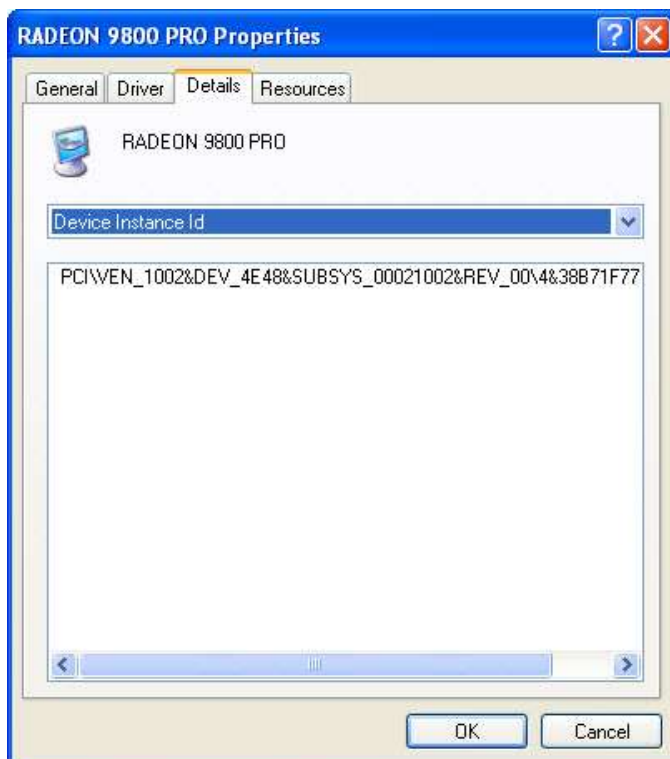 RADEON 9800 PRO Properties
General Driver Details Resources
RADEON 9800 PRO
Device Instance Id
PCI\VEN_1002&DEV_4E48&SUBSYS_00021002&REV_00\4&38B71F77
OK Cancel